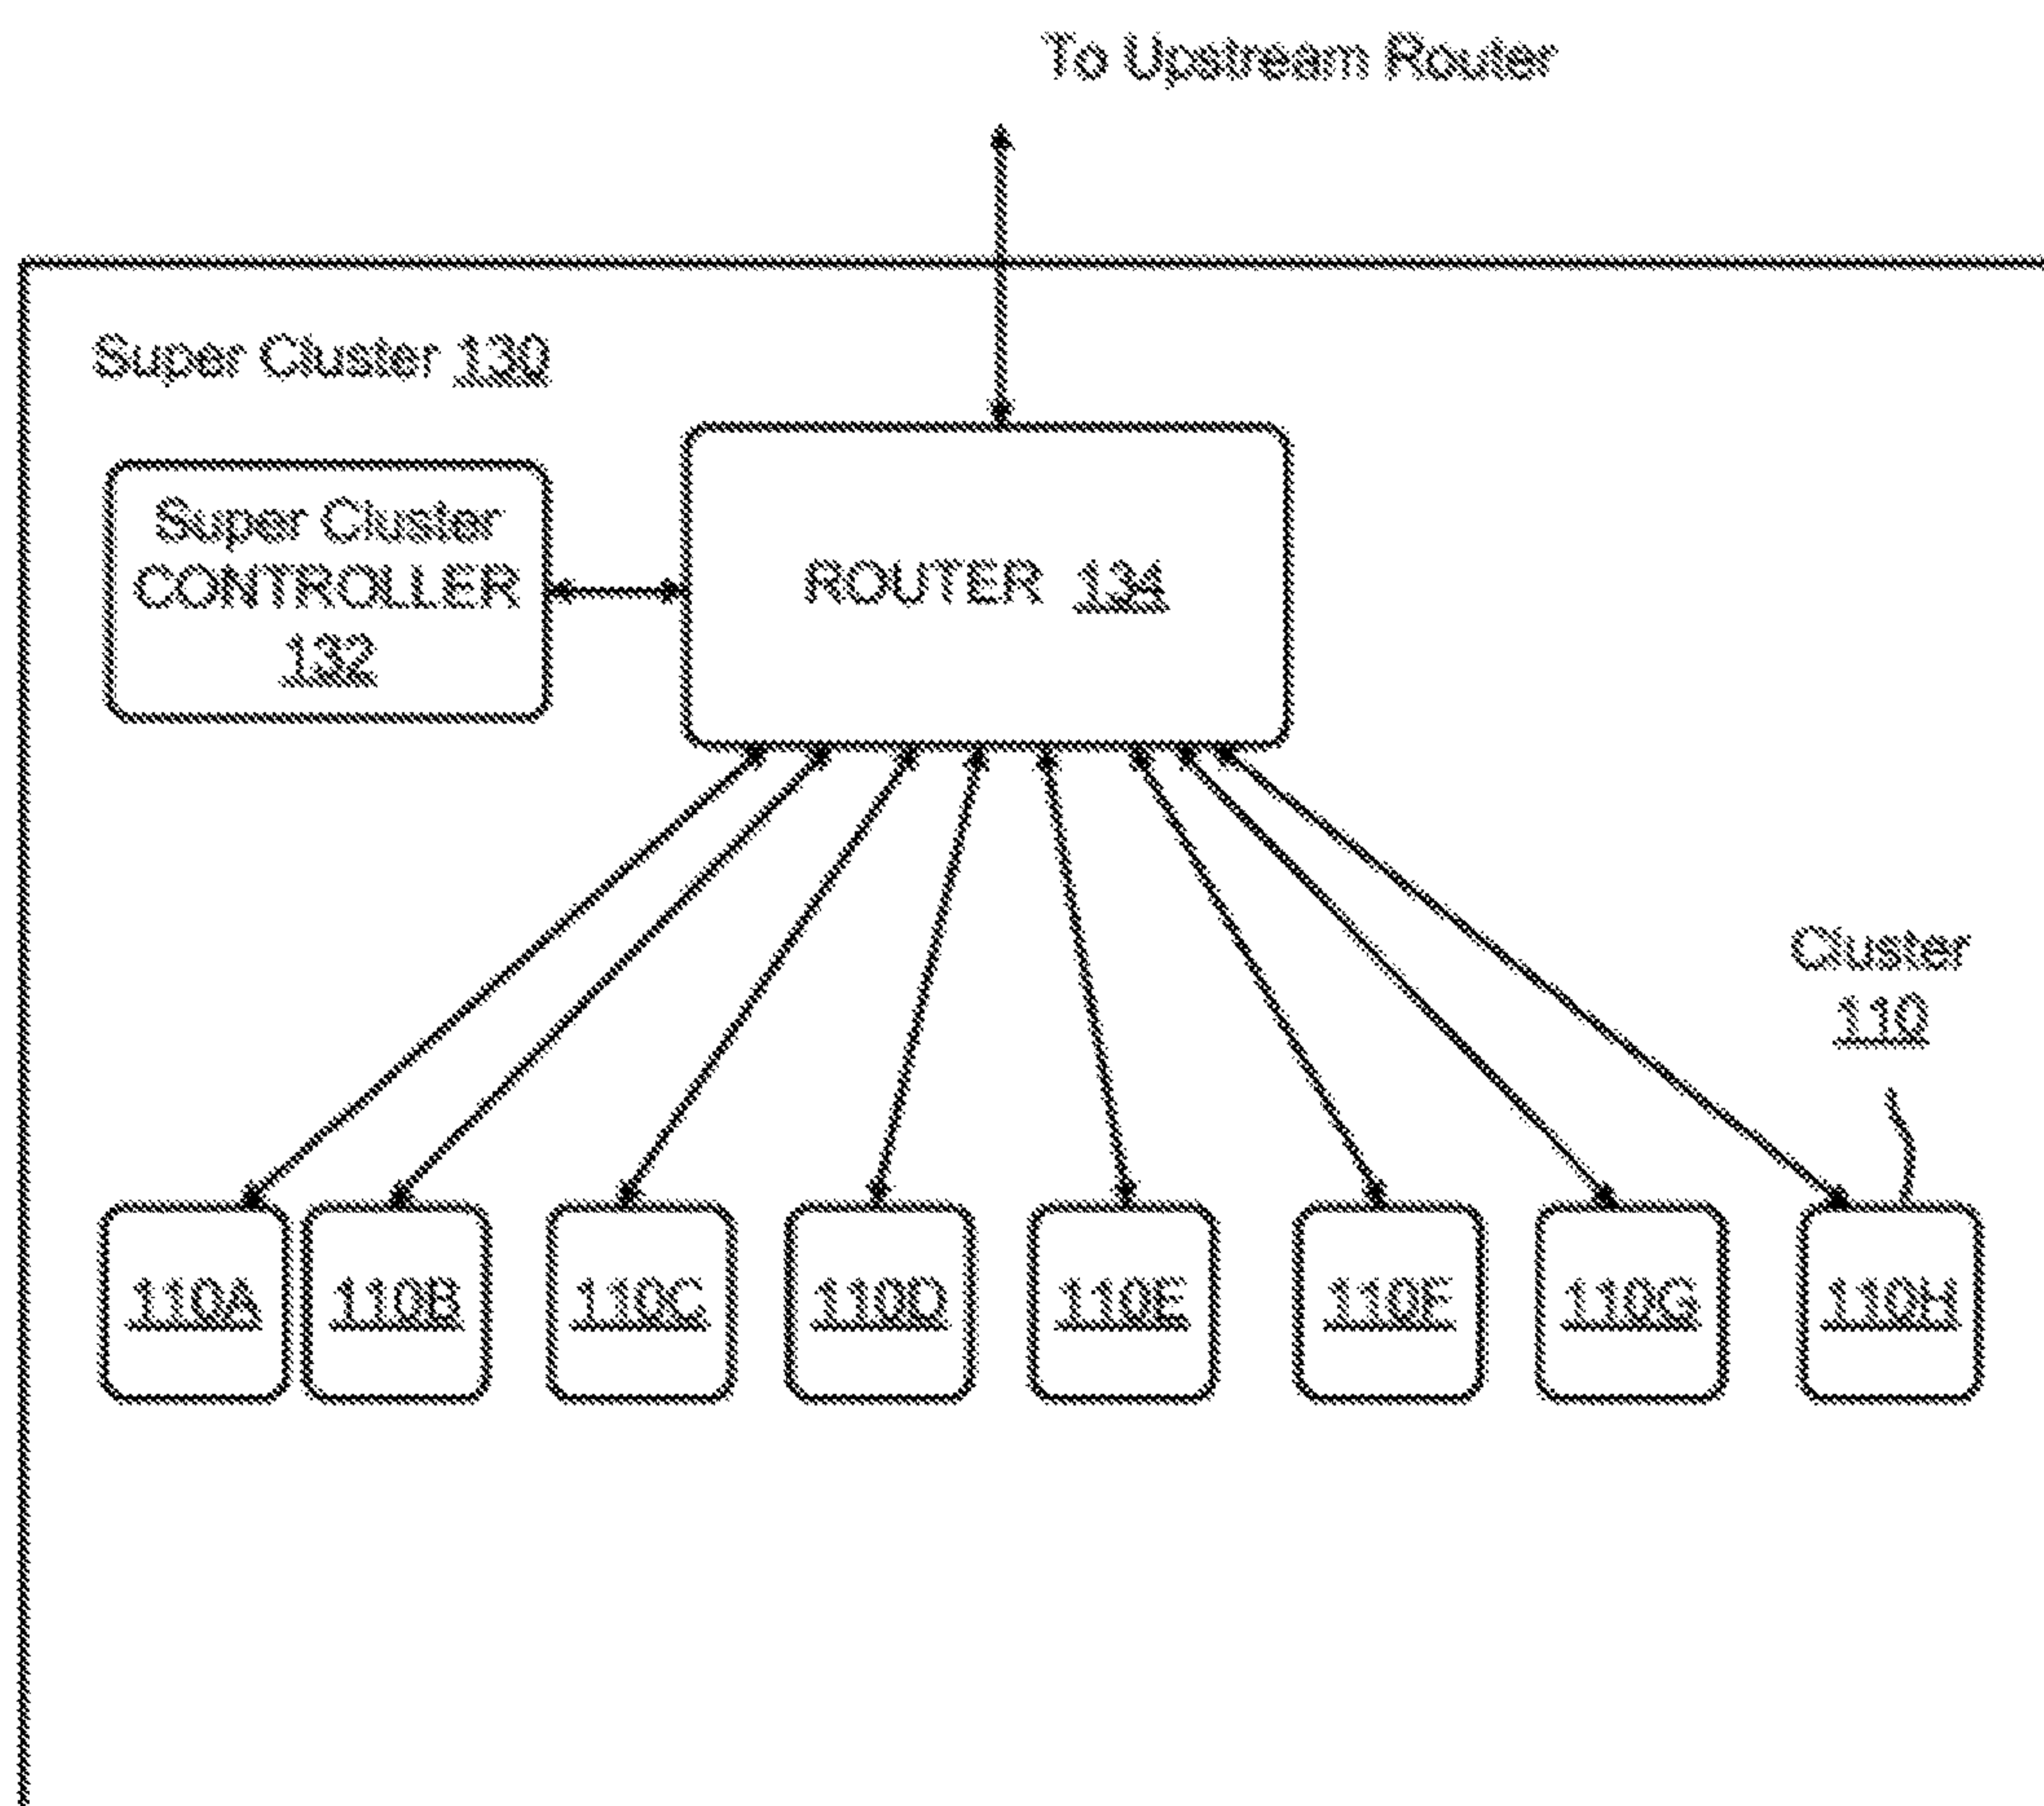 To Upstream Router
Super Cluster 130
Super Cluster
CONTROLLER
132
ROUTER 134
Cluster
110
110A
110B
110C
110D
110E
110F
110G
110H